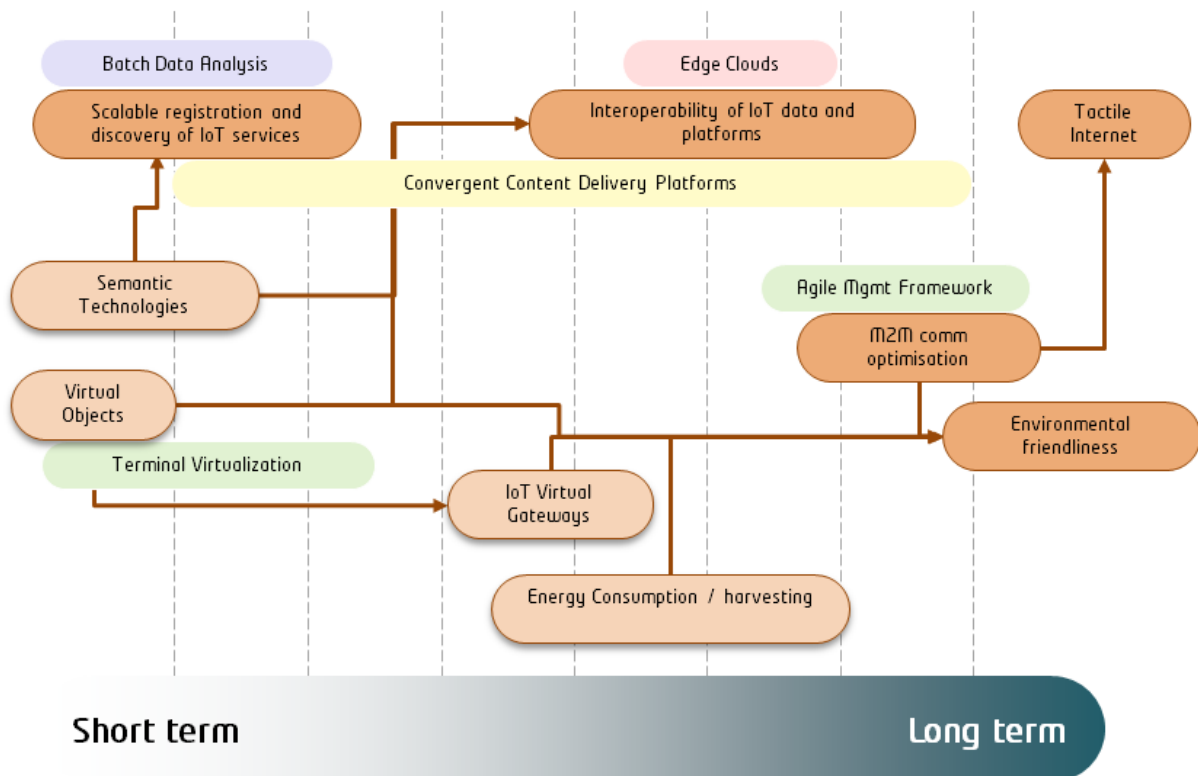 Batch Data Analysis
Edge Clouds
Scalable registration and
discovery of IoT services
Interoperability of IoT data and
platforms
Tactile
Internet
Convergent Content Delivery Platforms
Semantic
Technologies
Agile Mgmt Framework
M2M comm
optimisation
Virtual
Objects
Environmental
friendliness
Terminal Virtualization
IoT Virtual
Gateways
Energy Consumption / harvesting
Short term
Long term